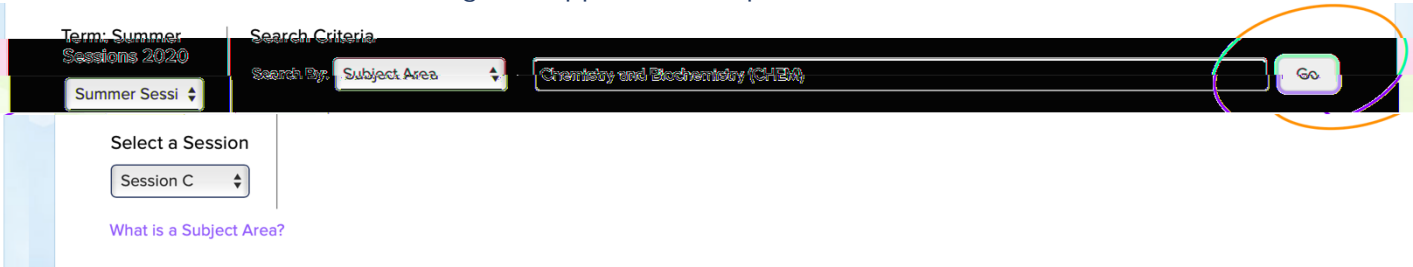 Term: Summer
Sessions 2020
Summer Sessi
Search Criteria
Search By: Subject Area
Chemistry and Biochemistry (CHEM)
Go
Select a Session
Session C
What is a Subject Area?